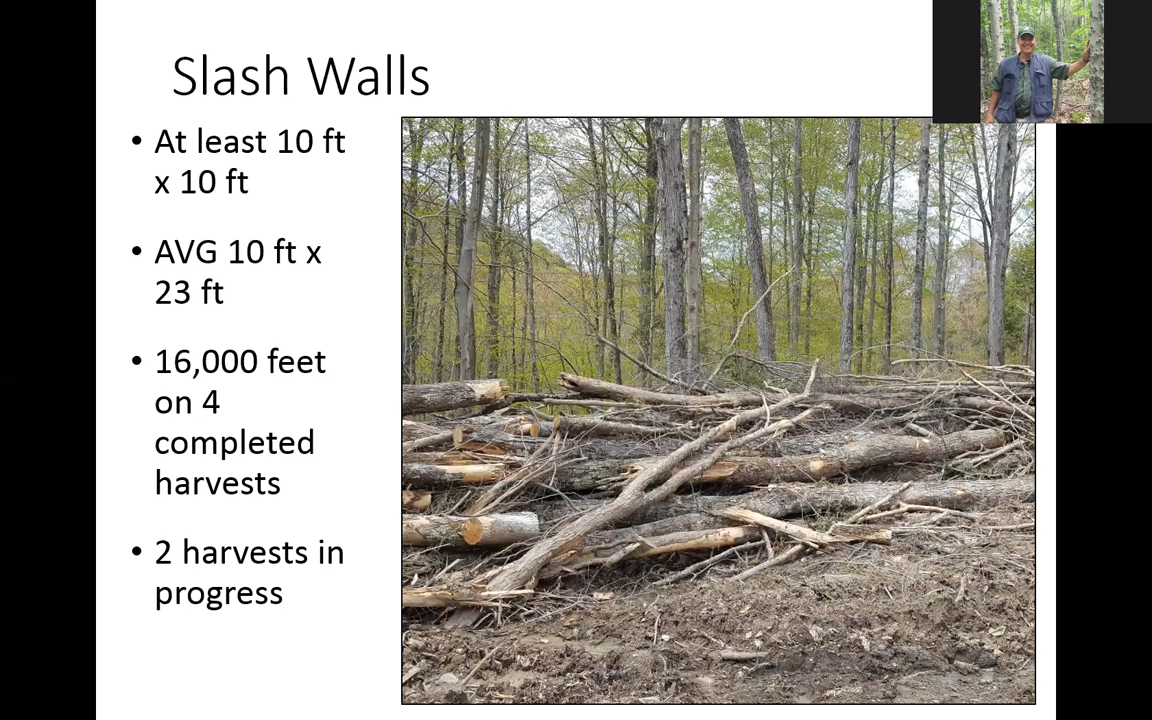 Slash Walls
• At least 10 ft
x 10 ft
• AVG 10 ft x
23 ft
• 16,000 feet
on 4
completed
harvests
• 2 harvests in
progress